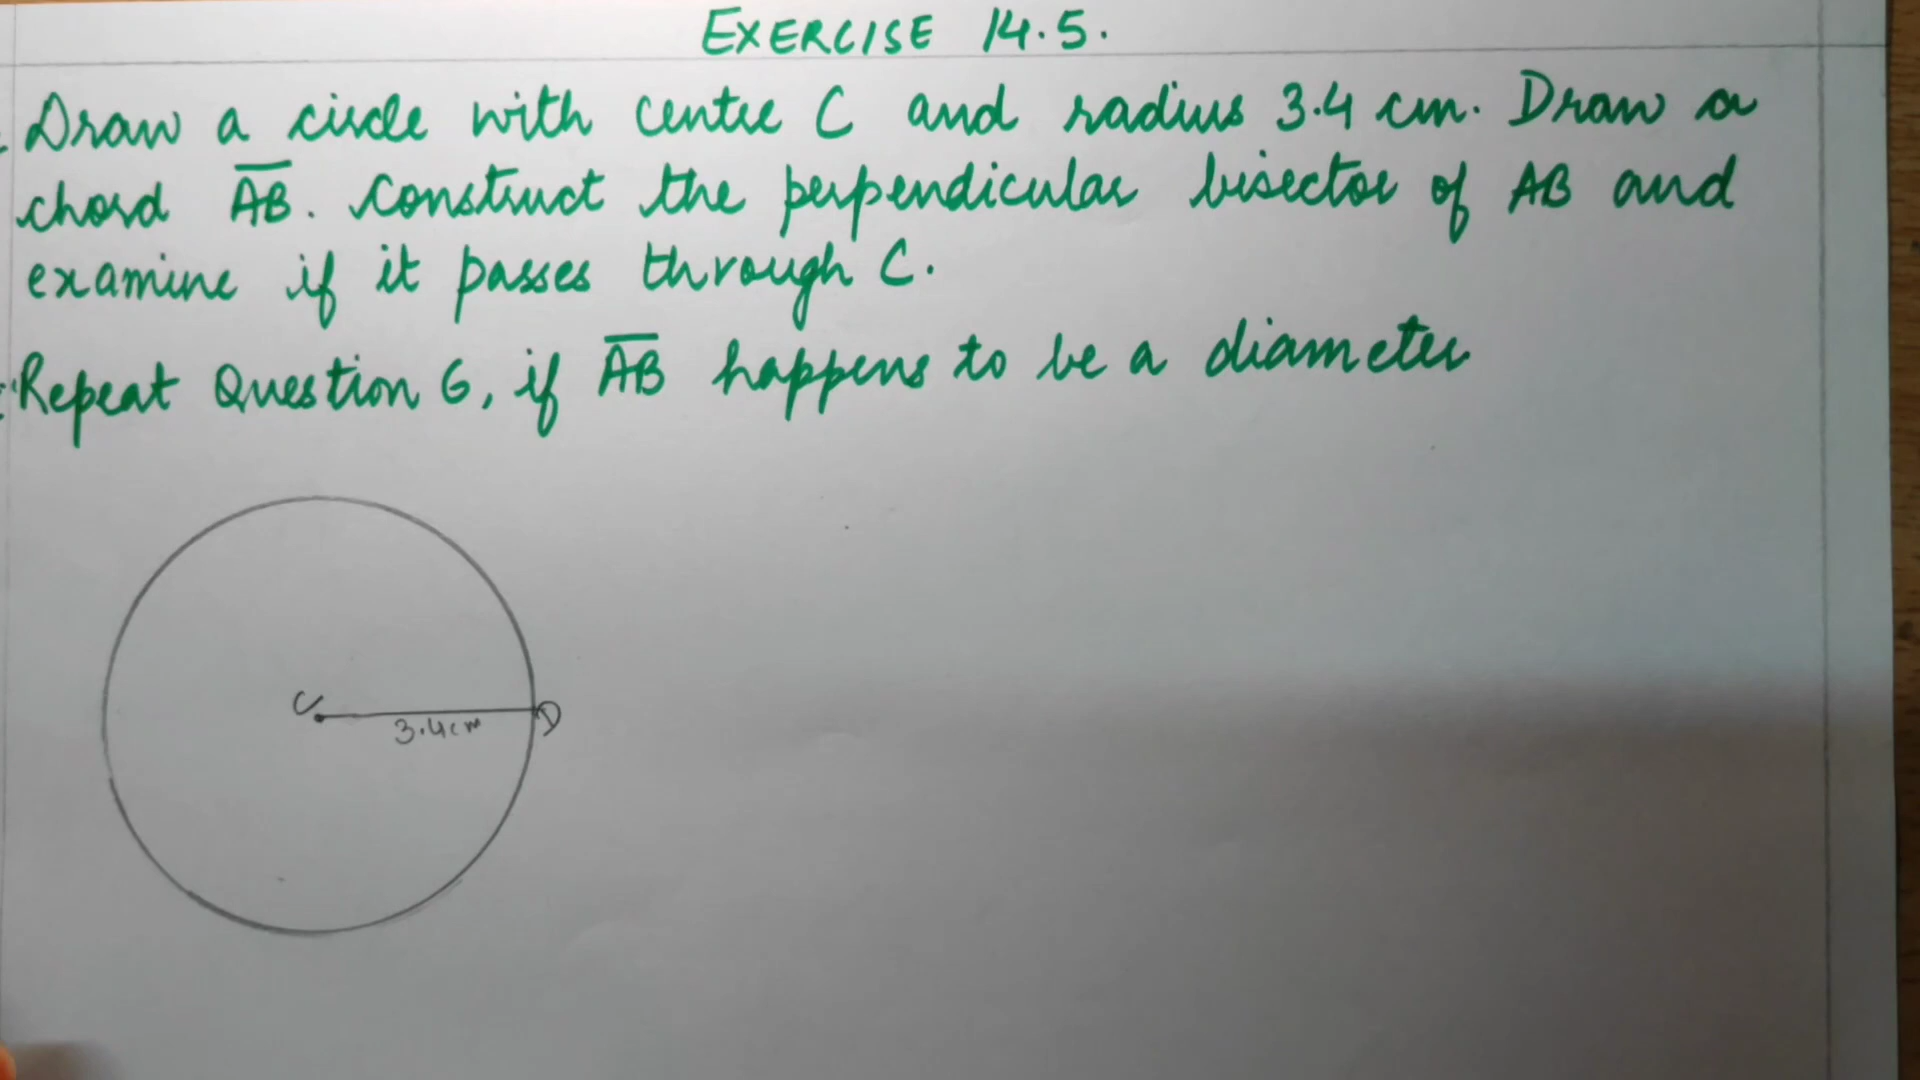 EXERCISE 14.5.
Draw a circle with centre C and radius 3.4 cm. Draw a
chord AB. Construct the perpendicular bisector of AB and
examine if it passes through C.
Repeat Question 6, if AB happens to be a diameter
C
3.4cm D